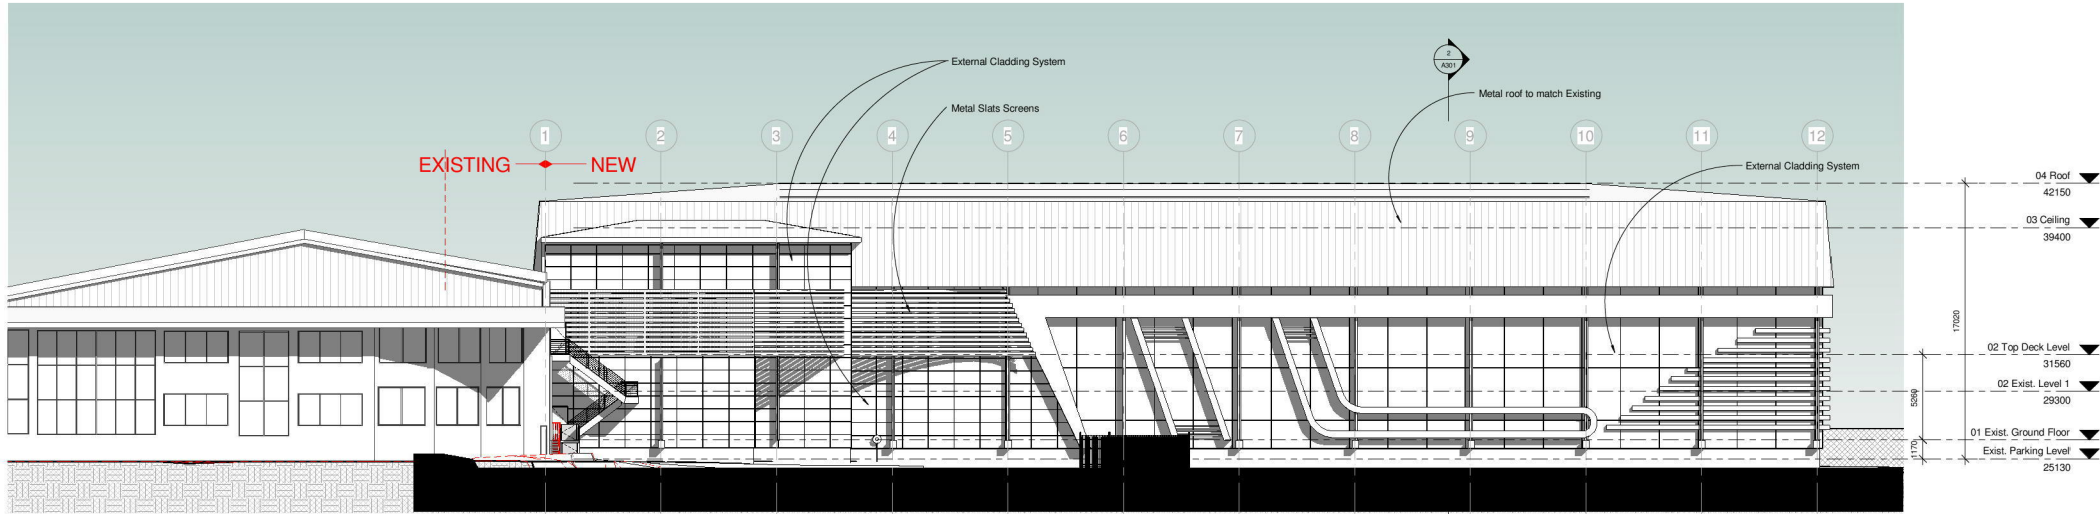 2
A301
External Cladding System
Metal Slats Screens
Metal roof to match Existing
1 2 3 4 5 6 7 8 9 10 11 12
EXISTING NEW
External Cladding System
04 Roof
42150
03 Ceiling
39400
17020
02 Top Deck Level
31560
02 Exist. Level 1
29300
5260
01 Exist. Ground Floor
1170
Exist. Parking Level
25130